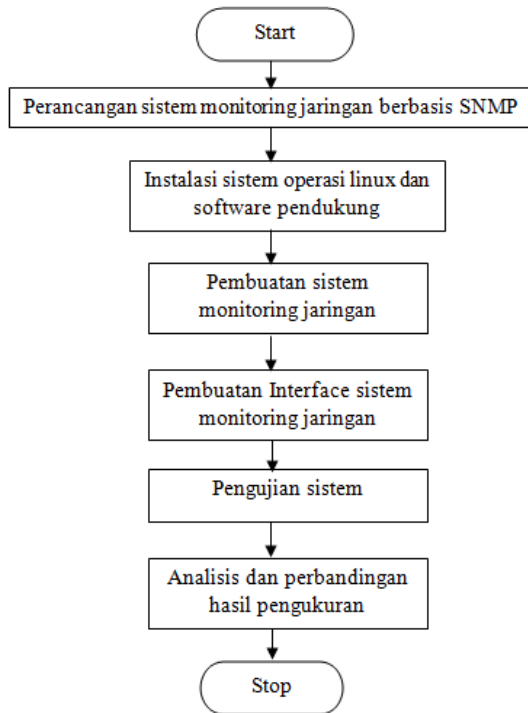 Start
Perancangan sistem monitoring jaringan berbasis SNMP
Instalasi sistem operasi linux dan
software pendukung
Pembuatan sistem
monitoring jaringan
Pembuatan Interface sistem
monitoring jaringan
Pengujian sistem
Analisis dan perbandingan
hasil pengukuran
Stop